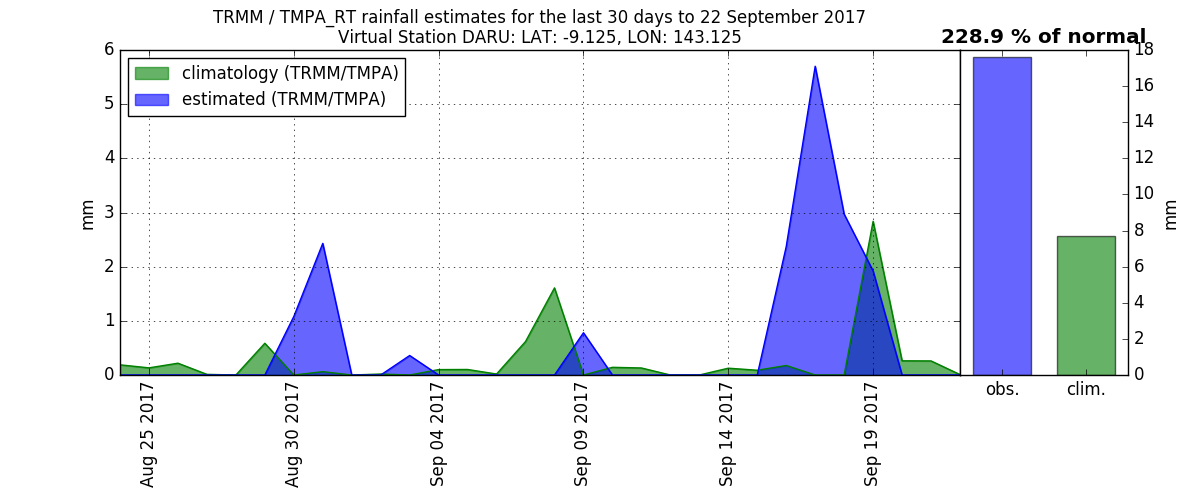 TRMM / TMPA_RT rainfall estimates for the last 30 days to 22 September 2017
Virtual Station DARU: LAT: -9.125, LON: 143.125
228.9 % of normal
climatology (TRMM/TMPA)
estimated (TRMM/TMPA)
6
5
4
3
2
1
0
mm
Aug 25 2017
Aug 30 2017
Sep 04 2017
Sep 09 2017
Sep 14 2017
Sep 19 2017
18
16
14
12
10
8
6
4
2
0
mm
obs.
clim.